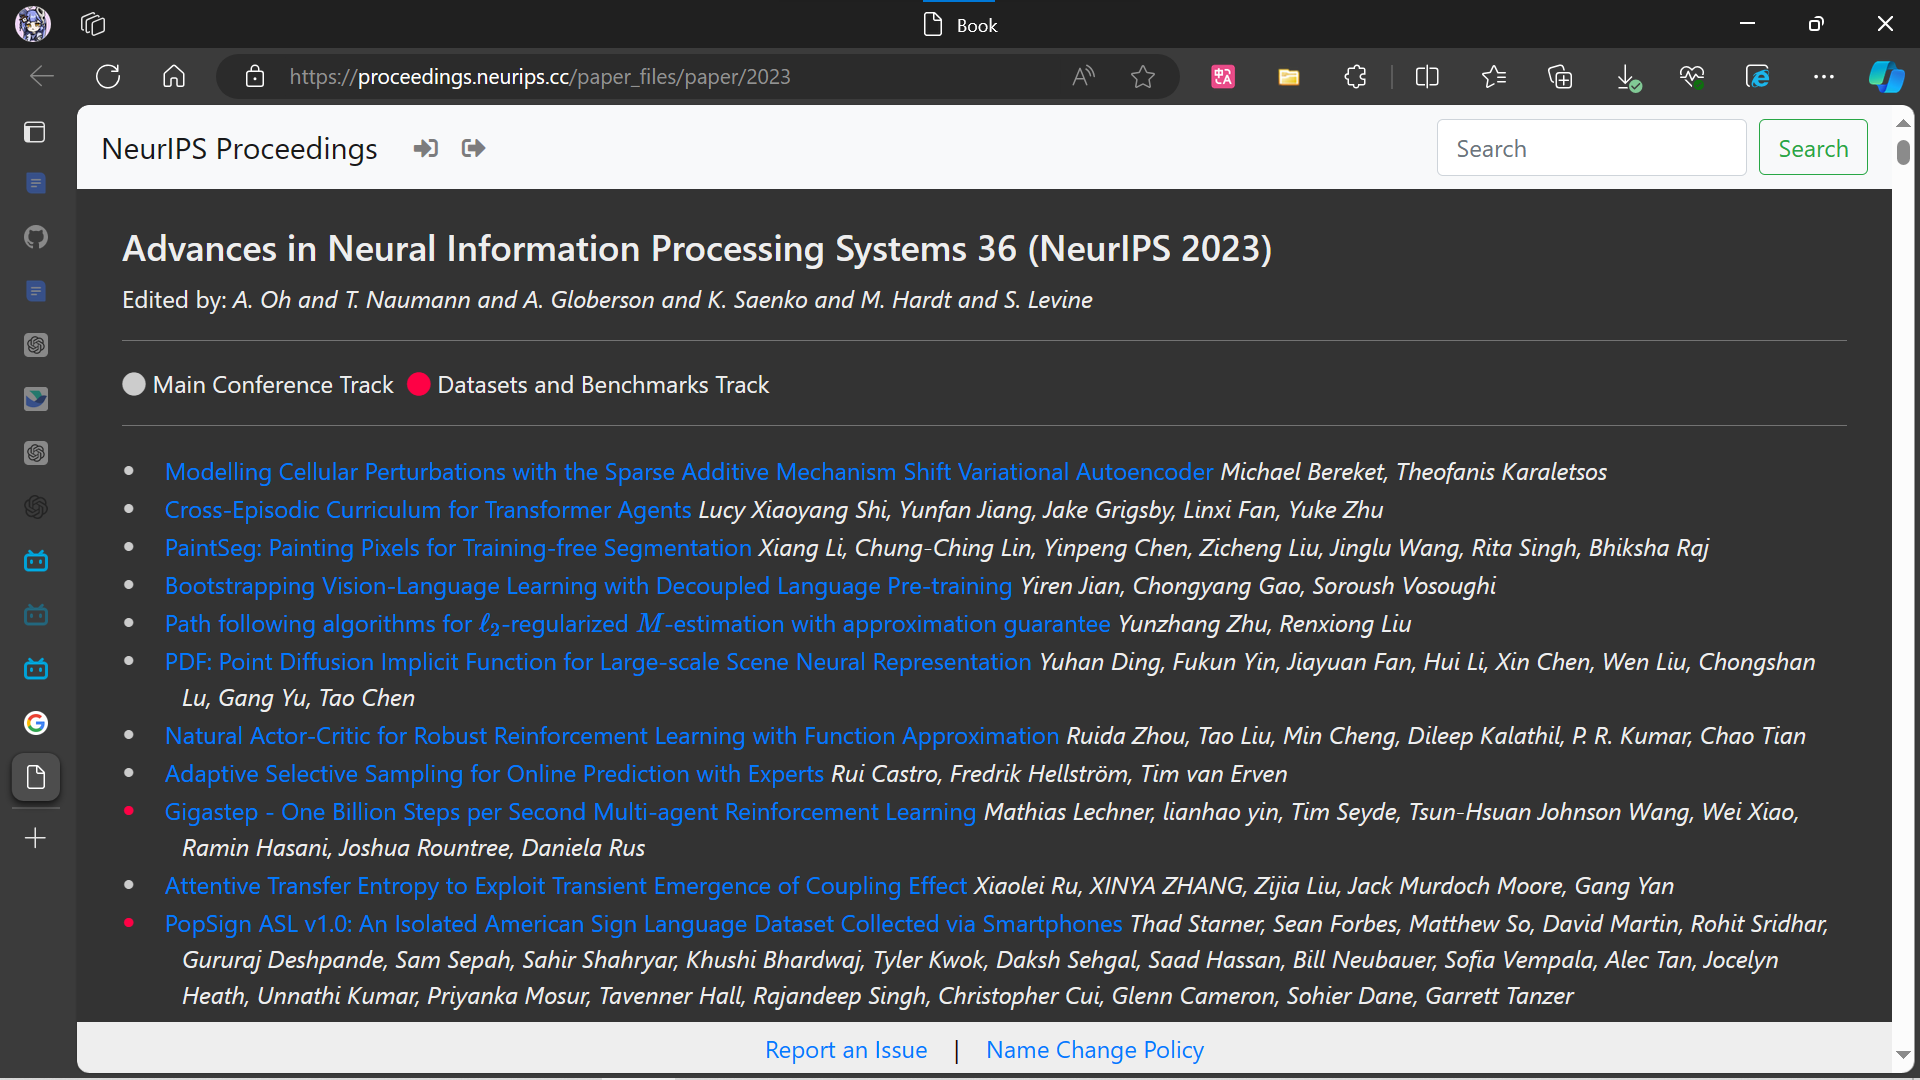 Book
https://proceedings.neurips.cc/paper_files/paper/2023
NeurIPS Proceedings
Search
Search
Advances in Neural Information Processing Systems 36 (NeurIPS 2023)
Edited by: A. Oh and T. Naumann and A. Globerson and K. Saenko and M. Hardt and S. Levine
Main Conference Track Datasets and Benchmarks Track
• Modelling Cellular Perturbations with the Sparse Additive Mechanism Shift Variational Autoencoder Michael Bereket, Theofanis Karaletsos
• Cross-Episodic Curriculum for Transformer Agents Lucy Xiaoyang Shi, Yunfan Jiang, Jake Grigsby, Linxi Fan, Yuke Zhu
• PaintSeg: Painting Pixels for Training-free Segmentation Xiang Li, Chung-Ching Lin, Yinpeng Chen, Zicheng Liu, Jinglu Wang, Rita Singh, Bhiksha Raj
• Bootstrapping Vision-Language Learning with Decoupled Language Pre-training Yiren Jian, Chongyang Gao, Soroush Vosoughi
• Path following algorithms for ℓ₂-regularized M-estimation with approximation guarantee Yunzhang Zhu, Renxiong Liu
• PDF: Point Diffusion Implicit Function for Large-scale Scene Neural Representation Yuhan Ding, Fukun Yin, Jiayuan Fan, Hui Li, Xin Chen, Wen Liu, Chongshan
Lu, Gang Yu, Tao Chen
• Natural Actor-Critic for Robust Reinforcement Learning with Function Approximation Ruida Zhou, Tao Liu, Min Cheng, Dileep Kalathil, P. R. Kumar, Chao Tian
• Adaptive Selective Sampling for Online Prediction with Experts Rui Castro, Fredrik Hellström, Tim van Erven
• Gigastep - One Billion Steps per Second Multi-agent Reinforcement Learning Mathias Lechner, lianhao yin, Tim Seyde, Tsun-Hsuan Johnson Wang, Wei Xiao,
Ramin Hasani, Joshua Rountree, Daniela Rus
• Attentive Transfer Entropy to Exploit Transient Emergence of Coupling Effect Xiaolei Ru, XINYA ZHANG, Zijia Liu, Jack Murdoch Moore, Gang Yan
• PopSign ASL v1.0: An Isolated American Sign Language Dataset Collected via Smartphones Thad Starner, Sean Forbes, Matthew So, David Martin, Rohit Sridhar,
Gururaj Deshpande, Sam Sepah, Sahir Shahryar, Khushi Bhardwaj, Tyler Kwok, Daksh Sehgal, Saad Hassan, Bill Neubauer, Sofia Vempala, Alec Tan, Jocelyn
Heath, Unnathi Kumar, Priyanka Mosur, Tavenner Hall, Rajandeep Singh, Christopher Cui, Glenn Cameron, Sohier Dane, Garrett Tanzer
Report an Issue | Name Change Policy